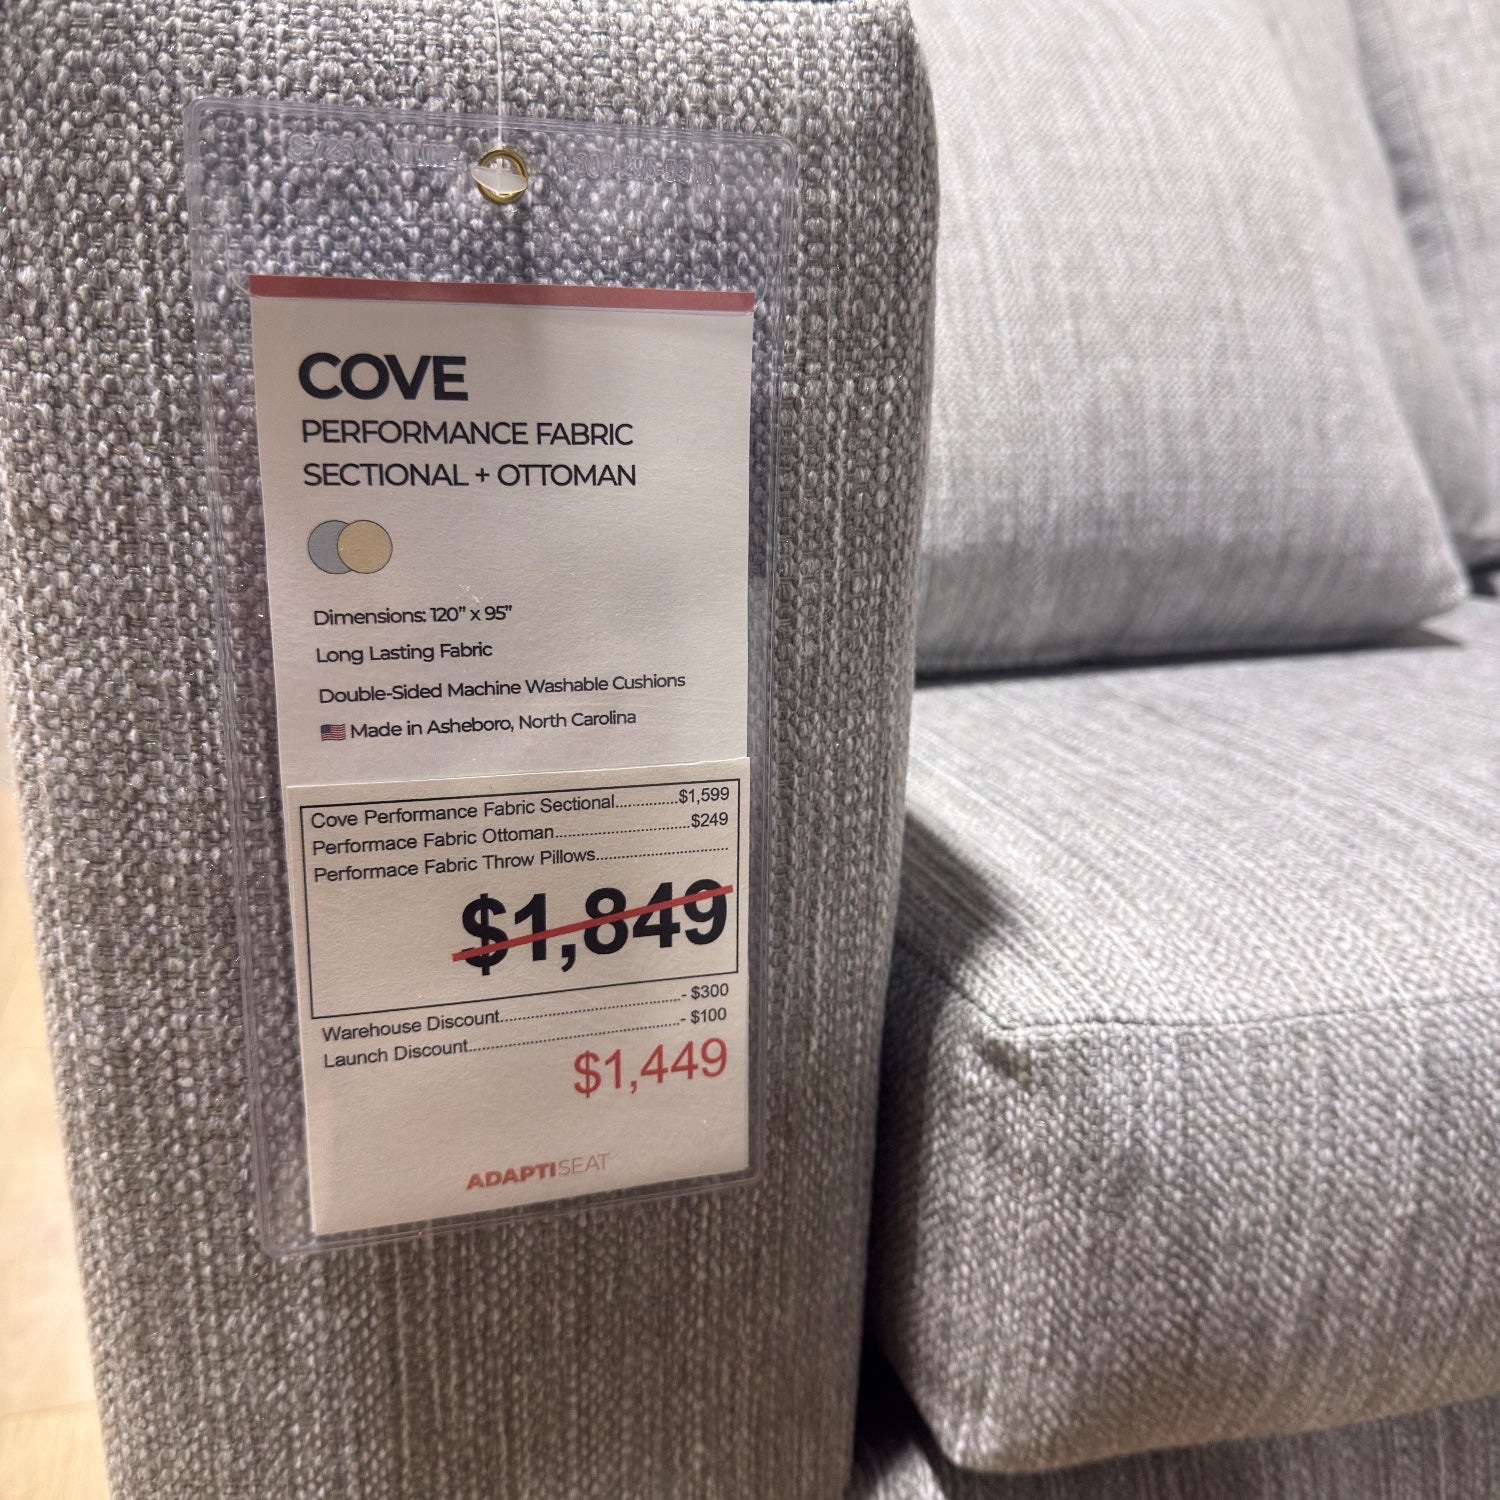 COVE
PERFORMANCE FABRIC
SECTIONAL + OTTOMAN
Dimensions: 120” x 95”
Long Lasting Fabric
Double-Sided Machine Washable Cushions
🇺🇸 Made in Asheboro, North Carolina
Cove Performance Fabric Sectional...............$1,599
Performace Fabric Ottoman.................................$249
Performace Fabric Throw Pillows................................
$1,849
Warehouse Discount............................................- $300
Launch Discount...................................................- $100
$1,449
ADAPTISEAT